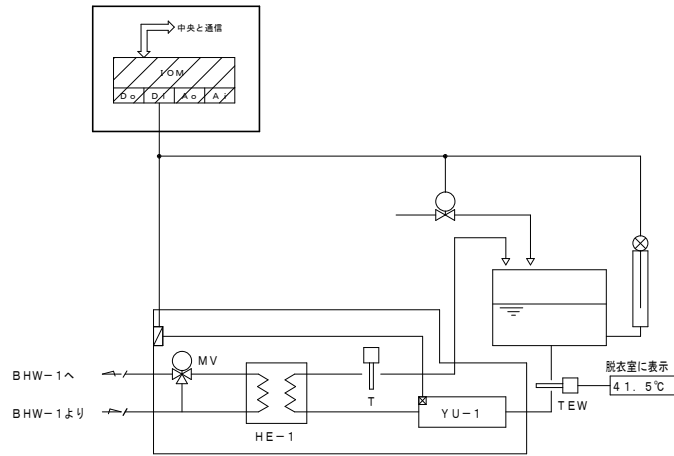 中央と通信
IOM
Do Di Ao Ai
脱衣室に表示
41.5℃
TEW
MV
BHW-1へ
BHW-1より
T
YU-1
HE-1